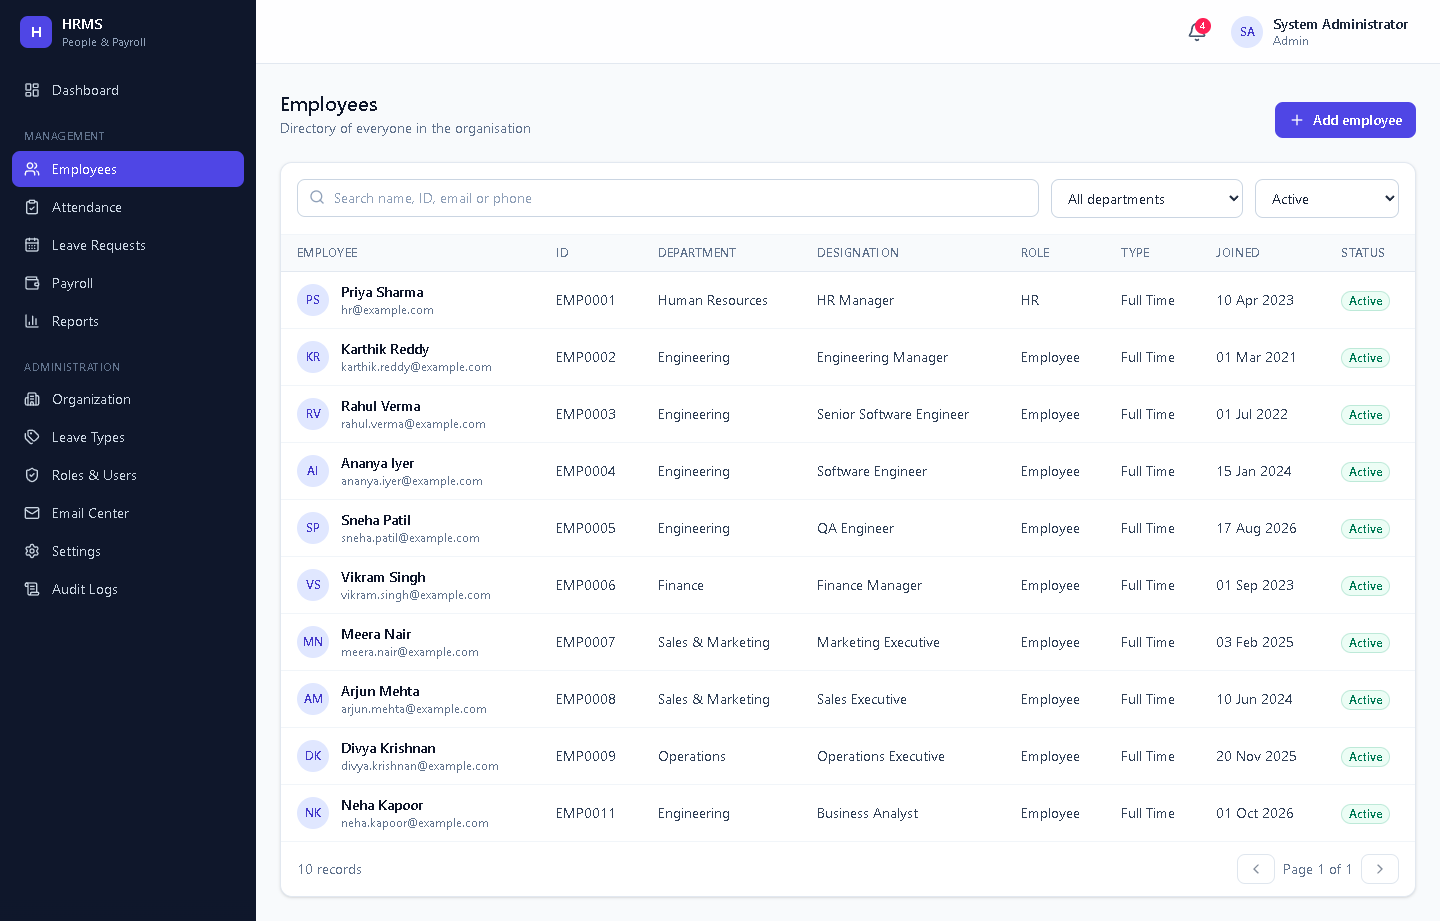 HRMS
People & Payroll
Dashboard
MANAGEMENT
Employees
Attendance
Leave Requests
Payroll
Reports
ADMINISTRATION
Organization
Leave Types
Roles & Users
Email Center
Settings
Audit Logs
H
4
SA
System Administrator
Admin
Employees
Directory of everyone in the organisation
Add employee
Search name, ID, email or phone
All departments
Active
EMPLOYEE ID DEPARTMENT DESIGNATION ROLE TYPE JOINED STATUS
PS Priya Sharma EMP0001 Human Resources HR Manager HR Full Time 10 Apr 2023 Active
hr@example.com
KR Karthik Reddy EMP0002 Engineering Engineering Manager Employee Full Time 01 Mar 2021 Active
karthik.reddy@example.com
RV Rahul Verma EMP0003 Engineering Senior Software Engineer Employee Full Time 01 Jul 2022 Active
rahul.verma@example.com
AI Ananya Iyer EMP0004 Engineering Software Engineer Employee Full Time 15 Jan 2024 Active
ananya.iyer@example.com
SP Sneha Patil EMP0005 Engineering QA Engineer Employee Full Time 17 Aug 2026 Active
sneha.patil@example.com
VS Vikram Singh EMP0006 Finance Finance Manager Employee Full Time 01 Sep 2023 Active
vikram.singh@example.com
MN Meera Nair EMP0007 Sales & Marketing Marketing Executive Employee Full Time 03 Feb 2025 Active
meera.nair@example.com
AM Arjun Mehta EMP0008 Sales & Marketing Sales Executive Employee Full Time 10 Jun 2024 Active
arjun.mehta@example.com
DK Divya Krishnan EMP0009 Operations Operations Executive Employee Full Time 20 Nov 2025 Active
divya.krishnan@example.com
NK Neha Kapoor EMP0011 Engineering Business Analyst Employee Full Time 01 Oct 2026 Active
neha.kapoor@example.com
10 records
Page 1 of 1